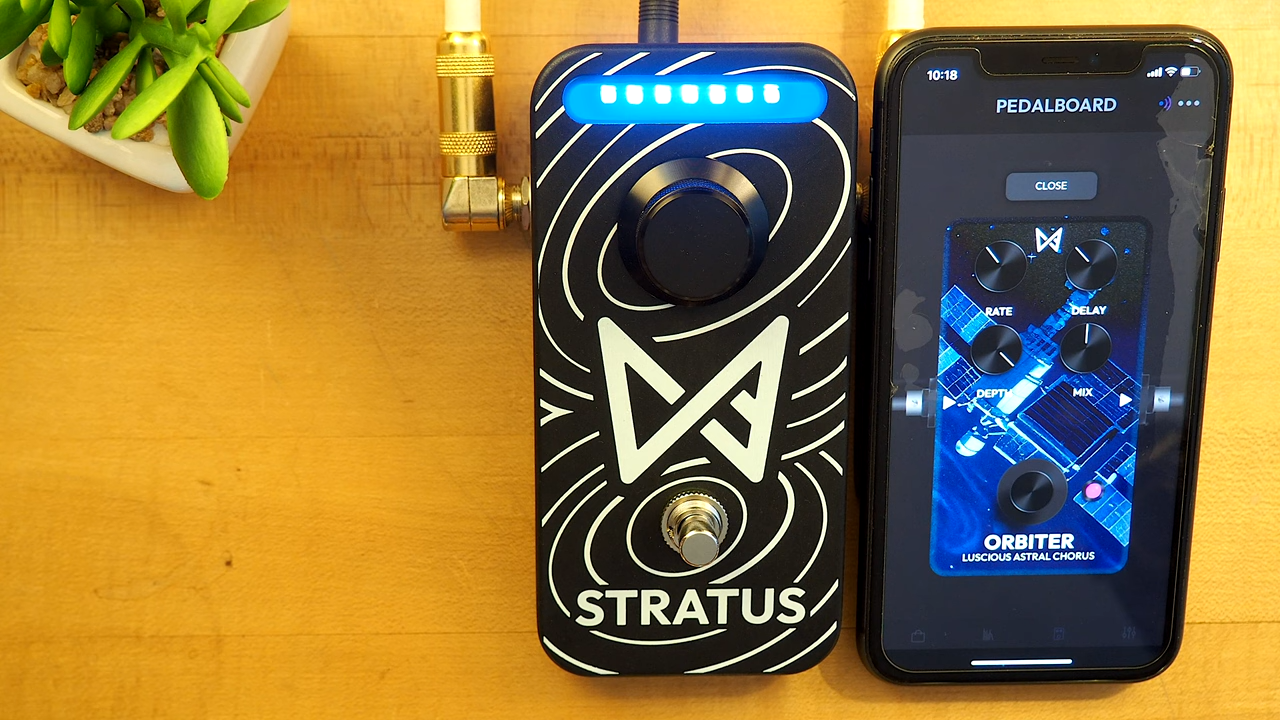 STRATUS
10:18
PEDALBOARD
CLOSE
RATE DELAY
DEPTH MIX
ORBITER
LUSCIOUS ASTRAL CHORUS